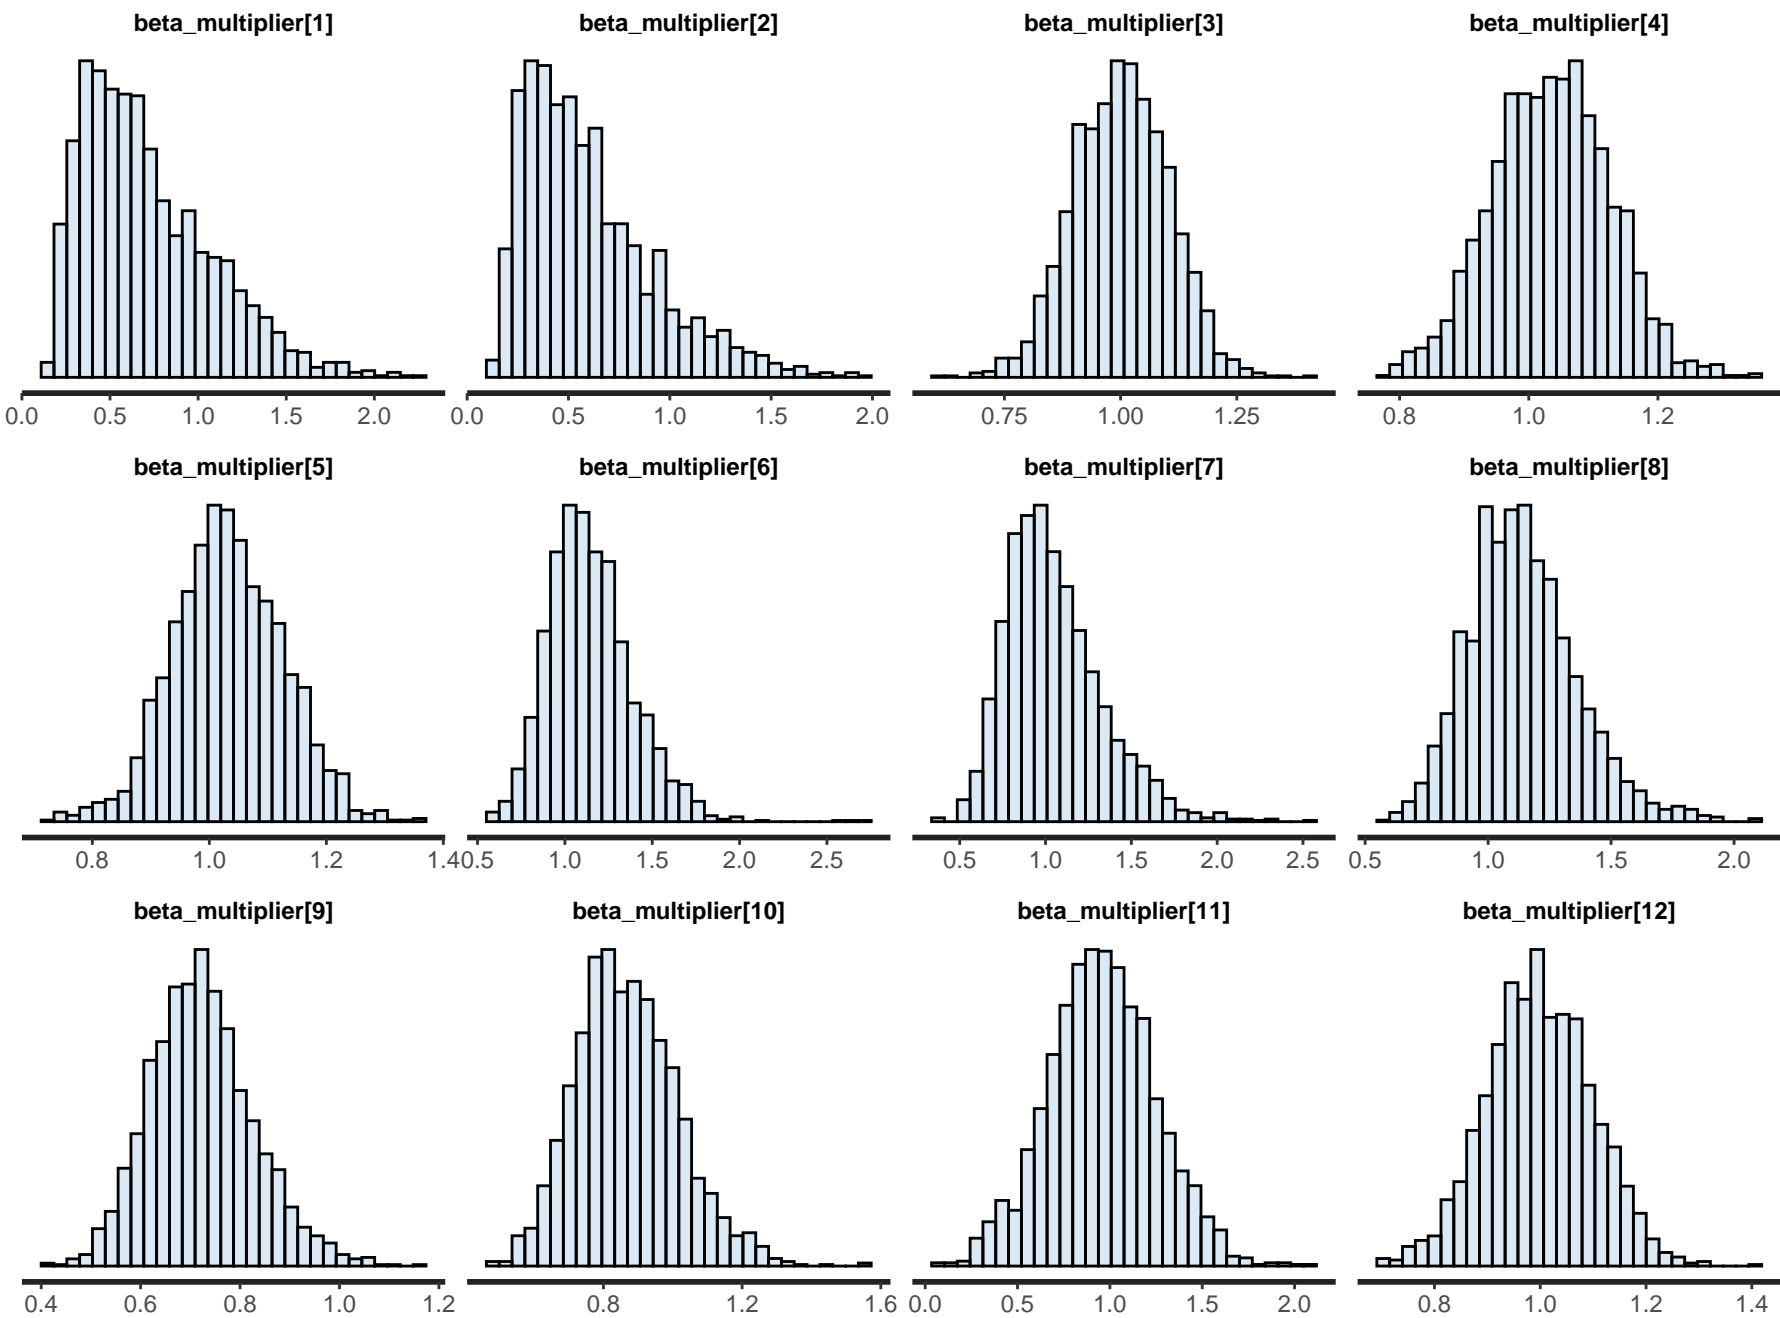 beta_multiplier[1] beta_multiplier[2] beta_multiplier[3] beta_multiplier[4]
0.0 0.5 1.0 1.5 2.0 0.0 0.5 1.0 1.5 2.0 0.75 1.00 1.25 0.8 1.0 1.2
beta_multiplier[5] beta_multiplier[6] beta_multiplier[7] beta_multiplier[8]
0.8 1.0 1.2 1.4 0.5 1.0 1.5 2.0 2.5 0.5 1.0 1.5 2.0 2.5 0.5 1.0 1.5 2.0
beta_multiplier[9] beta_multiplier[10] beta_multiplier[11] beta_multiplier[12]
0.4 0.6 0.8 1.0 1.2 0.8 1.2 1.6 0.0 0.5 1.0 1.5 2.0 0.8 1.0 1.2 1.4